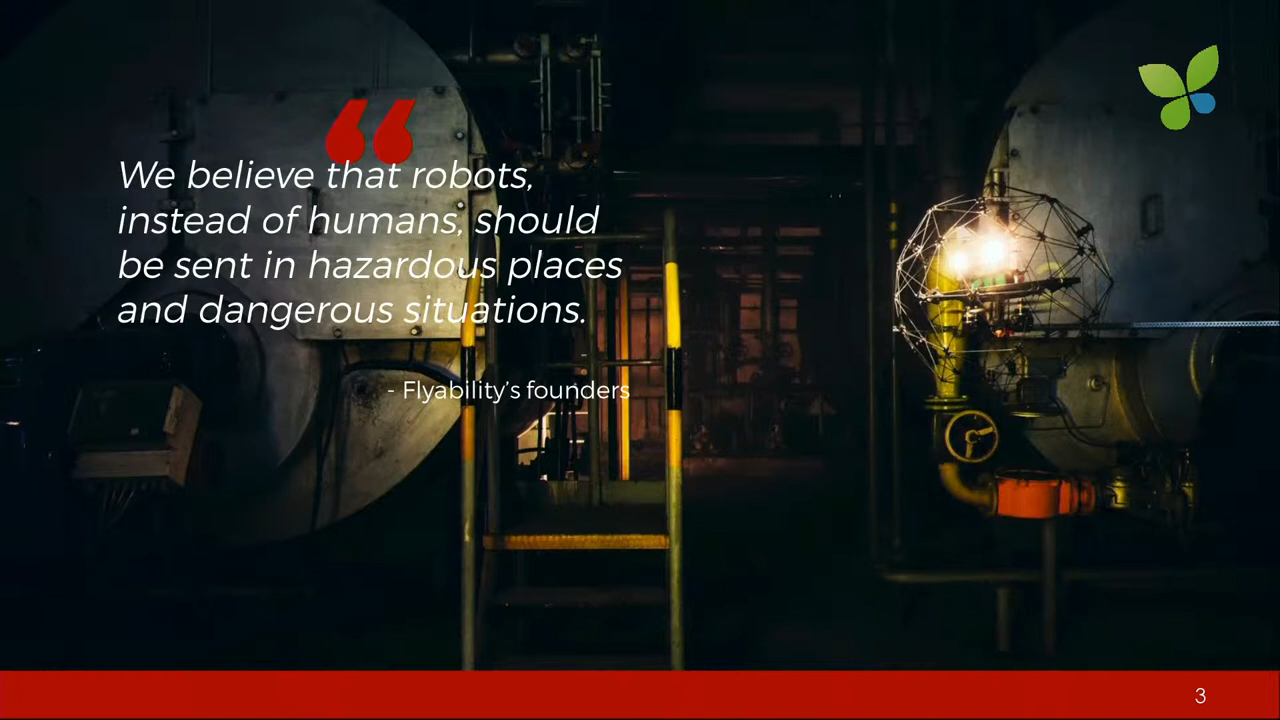 We believe that robots,
instead of humans, should
be sent in hazardous places
and dangerous situations.
- Flyability's founders
3